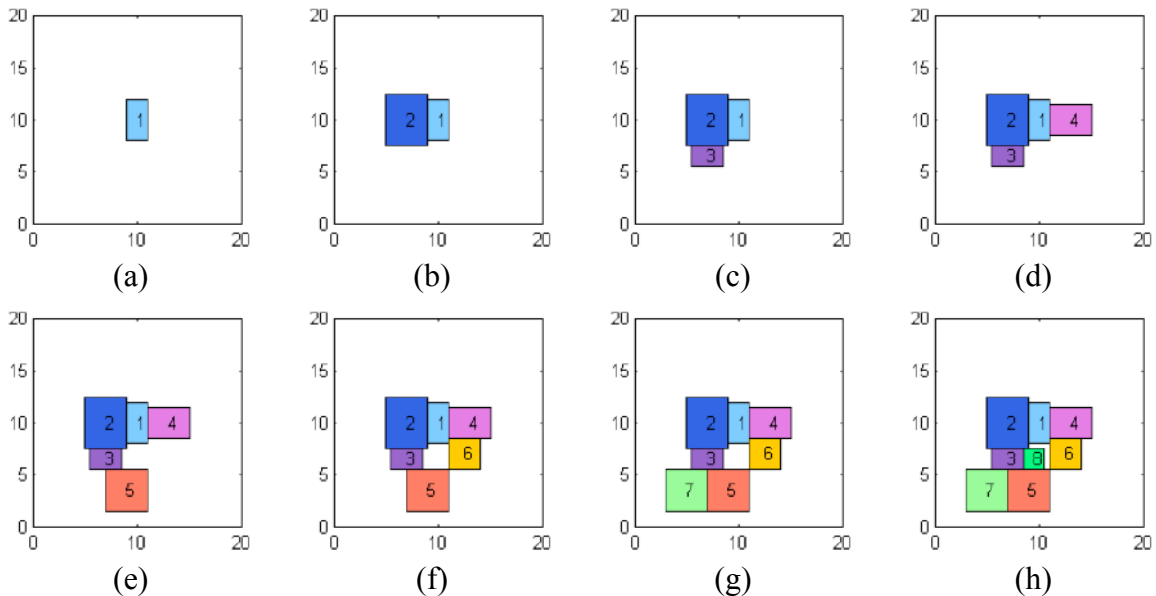 20 20 20 20
15 15 15 15
10 1 10 2 1 10 2 1 10 2 1 4
3 3
5 5 5 5
0 0 0 0
0 10 20 0 10 20 0 10 20 0 10 20
(a) (b) (c) (d)
20 20 20 20
15 15 15 15
10 2 1 4 10 2 1 4 10 2 1 4 10 2 1 4
3 3 6 3 6 3 8 6
5 5 5 5 5 5 7 5 5 7 5
0 0 0 0
0 10 20 0 10 20 0 10 20 0 10 20
(e) (f) (g) (h)